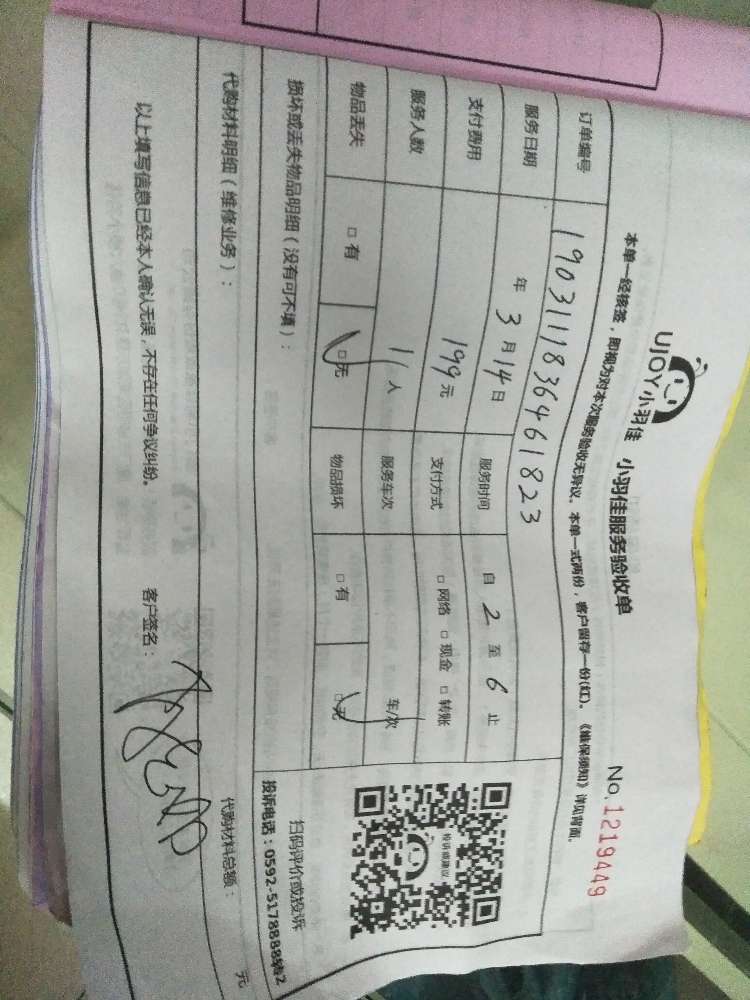 UJOY小羽佳 小羽佳服务验收单
No.1219449
本单一经核签，即视为对本次服务验收无异议。本单一式两份，客户留存一份(红)。《维保须知》详见背面。
订单编号 1903111836461823
服务日期 年 3 月 14 日 服务时间 自 2 至 6 止
支付费用 199 元 支付方式 □ 网络 □ 现金 □ 转账
服务人数 1 人 服务车次 车/次
物品丢失 □ 有 □ 无 物品损坏 □ 有 □ 无
损坏或丢失物品明细（没有可不填）：
投诉或建议
扫码评价或投诉
投诉电话：0592-5178888转2
代购材料明细（维修业务）： 代购材料总额： 元
以上填写信息已经本人确认无误，不存在任何争议纠纷。 客户签名：